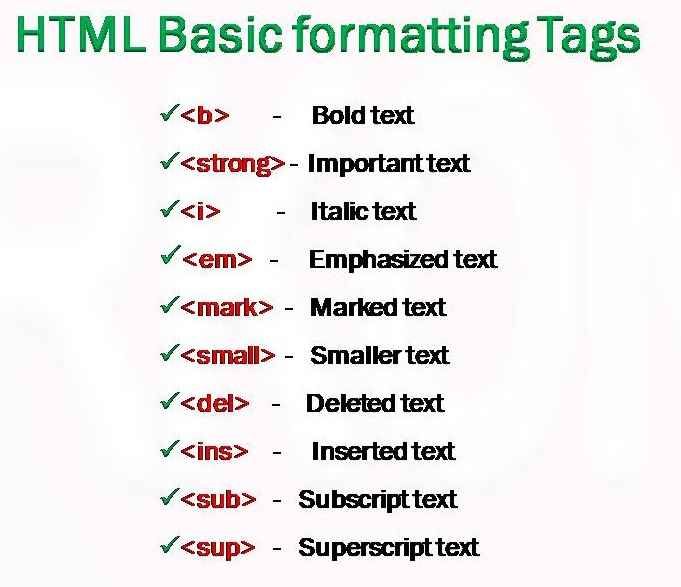 HTML Basic formatting Tags
✓<b> - Bold text
✓<strong> - Important text
✓<i> - Italic text
✓<em> - Emphasized text
✓<mark> - Marked text
✓<small> - Smaller text
✓<del> - Deleted text
✓<ins> - Inserted text
✓<sub> - Subscript text
✓<sup> - Superscript text